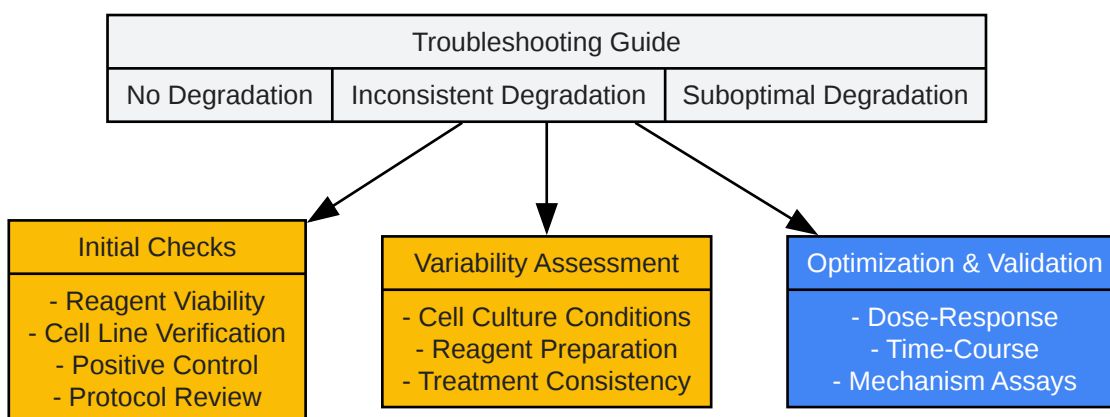 Troubleshooting Guide
No Degradation
Inconsistent Degradation
Suboptimal Degradation
Initial Checks
- Reagent Viability
- Cell Line Verification
- Positive Control
- Protocol Review
Variability Assessment
- Cell Culture Conditions
- Reagent Preparation
- Treatment Consistency
Optimization & Validation
- Dose-Response
- Time-Course
- Mechanism Assays